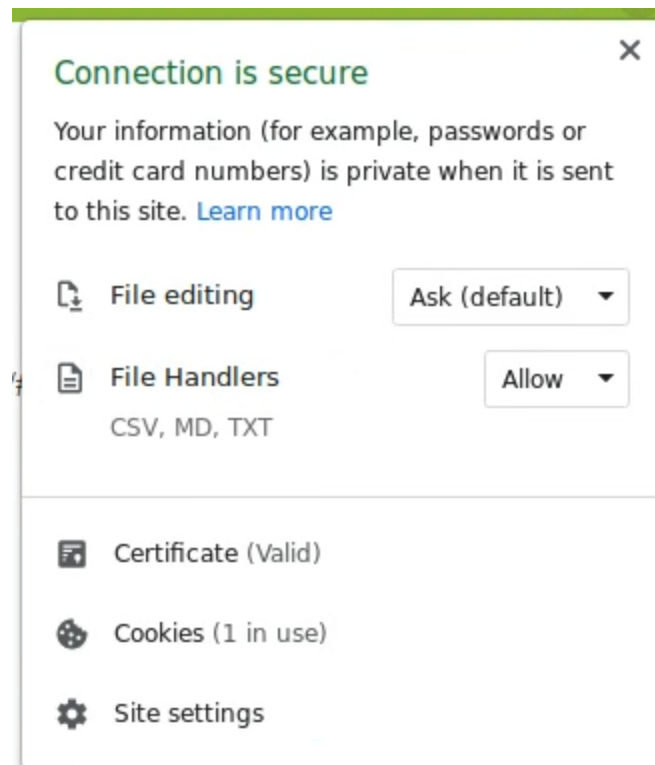 Connection is secure
Your information (for example, passwords or
credit card numbers) is private when it is sent
to this site. Learn more
File editing Ask (default)
File Handlers Allow
CSV, MD, TXT
Certificate (Valid)
Cookies (1 in use)
Site settings